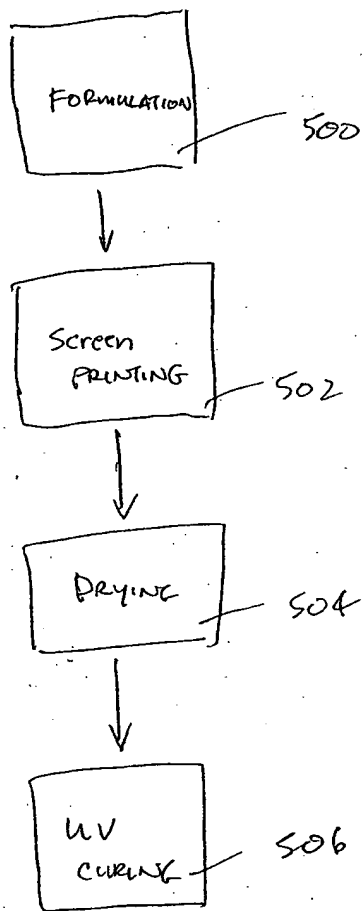 FORMULATION
500
Screen
PRINTING
502
DRYING
504
UV
CURING
506